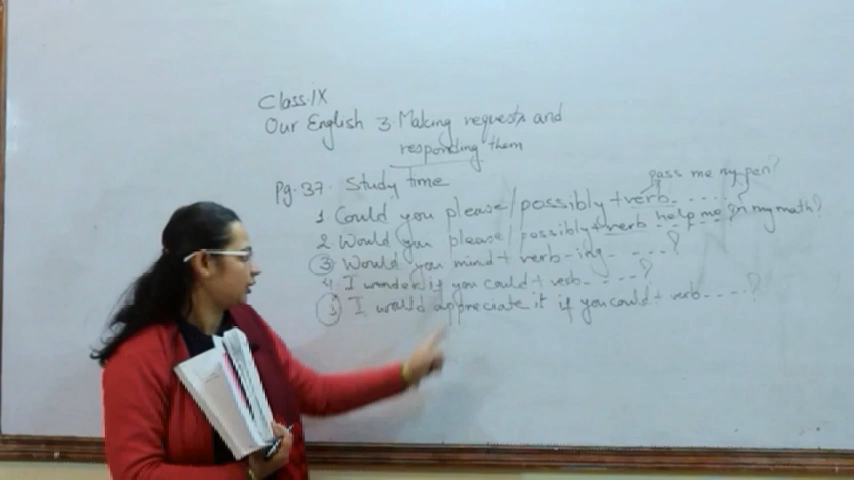 Class.IX
Our English 3. Making requests and
responding them
Pg. 37. Study time
pass me my pen?
1 Could you please/possibly + verb......?
2 Would you please/possibly + verb help me in my math?
3 Would you mind + verb-ing.....?
4 I wonder if you could + verb.....?
5 I would appreciate it if you could + verb....?